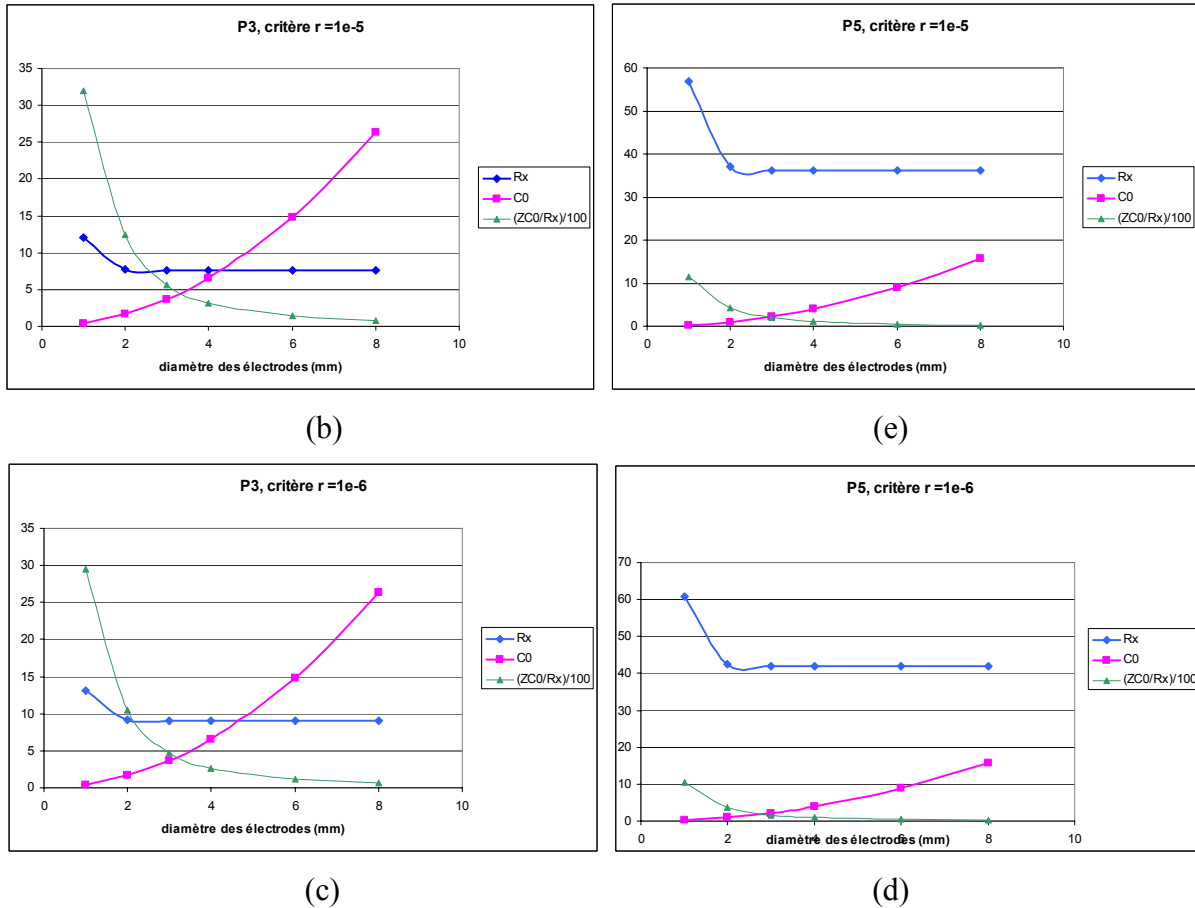 P3, critère r =1e-5
35
30
25
20
15
10
5
0
0 2 4 6 8 10
diamètre des électrodes (mm)
Rx
C0
(ZC0/Rx)/100
(b)
P5, critère r =1e-5
60
50
40
30
20
10
0
0 2 4 6 8 10
diamètre des électrodes (mm)
Rx
C0
(ZC0/Rx)/100
(e)
P3, critère r =1e-6
35
30
25
20
15
10
5
0
0 2 4 6 8 10
diamètre des électrodes (mm)
Rx
C0
(ZC0/Rx)/100
(c)
P5, critère r =1e-6
70
60
50
40
30
20
10
0
0 2 4 6 8 10
diamètre des électrodes (mm)
Rx
C0
(ZC0/Rx)/100
(d)